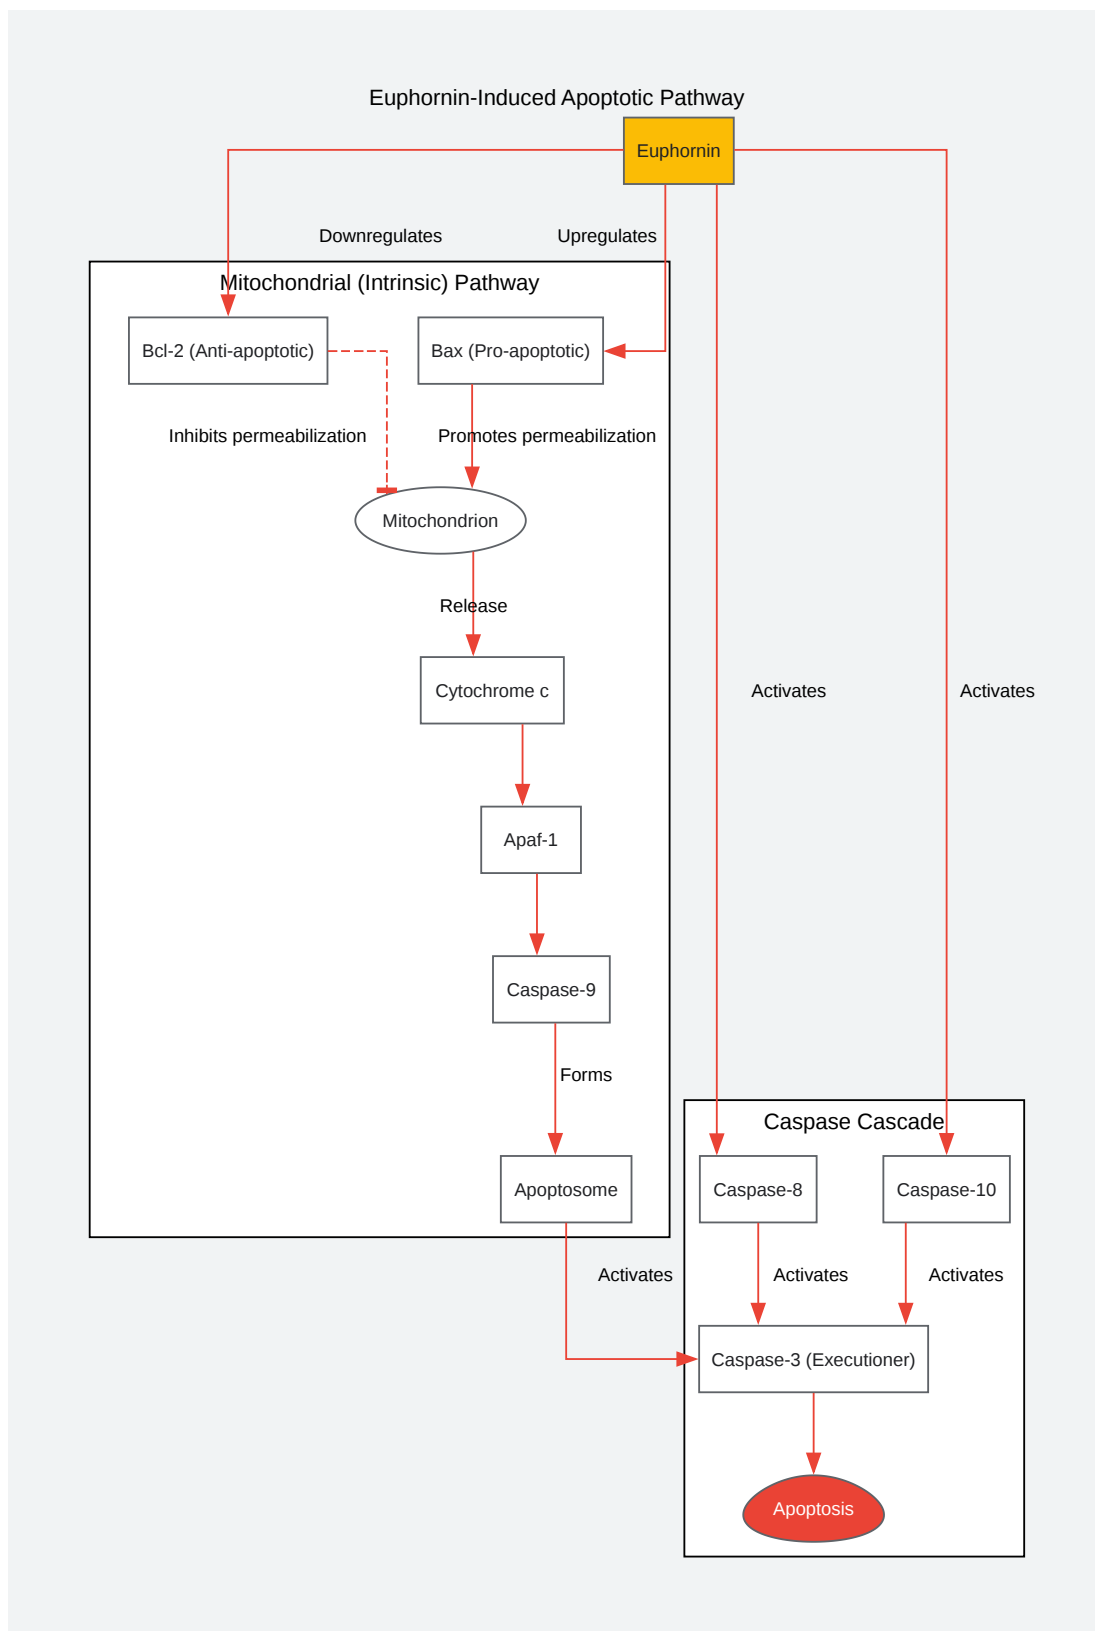 Euphornin-Induced Apoptotic Pathway
Euphornin
Downregulates
Upregulates
Mitochondrial (Intrinsic) Pathway
Bcl-2 (Anti-apoptotic)
Bax (Pro-apoptotic)
Inhibits permeabilization
Promotes permeabilization
Mitochondrion
Release
Cytochrome c
Activates
Activates
Apaf-1
Caspase-9
Forms
Caspase Cascade
Apoptosome
Caspase-8
Caspase-10
Activates
Activates
Activates
Caspase-3 (Executioner)
Apoptosis